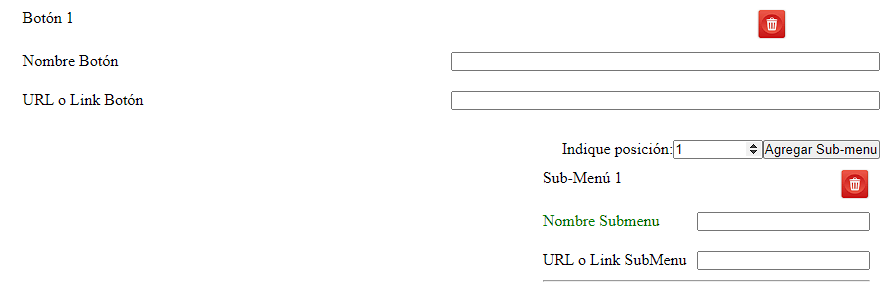 Botón 1
Nombre Botón
URL o Link Botón
Indique posición: 1 Agregar Sub-menu
Sub-Menú 1
Nombre Submenu
URL o Link SubMenu